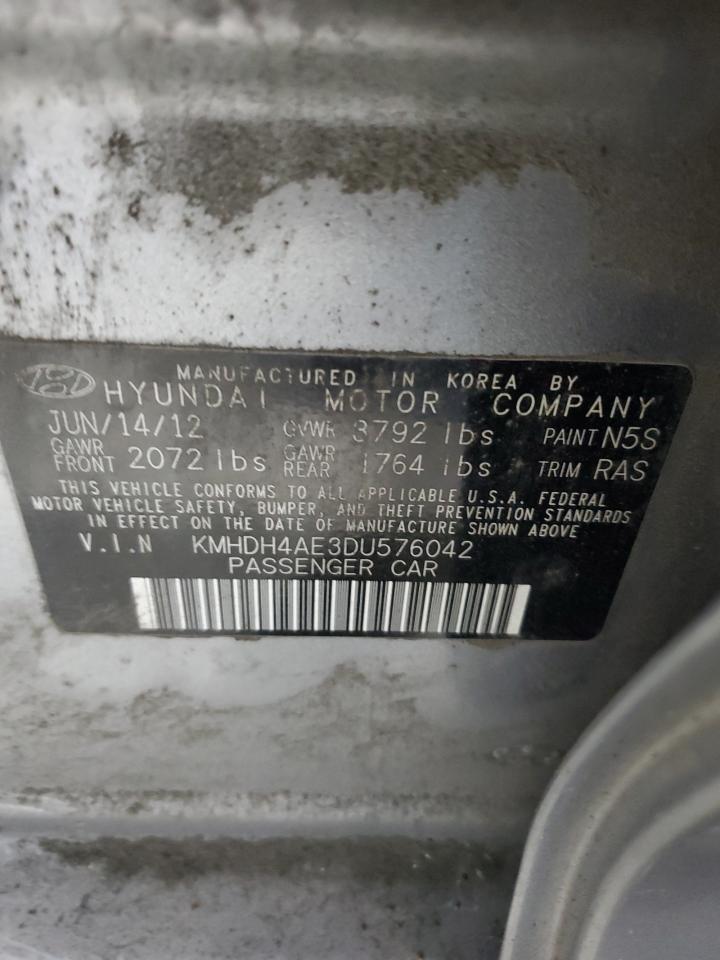 MANUFACTURED IN KOREA BY
HYUNDAI MOTOR COMPANY
JUN/14/12 GVWR 3792 lbs PAINT N5S
GAWR FRONT 2072 lbs GAWR REAR 1764 lbs TRIM RAS
THIS VEHICLE CONFORMS TO ALL APPLICABLE U.S.A. FEDERAL
MOTOR VEHICLE SAFETY, BUMPER, AND THEFT PREVENTION STANDARDS
IN EFFECT ON THE DATE OF MANUFACTURE SHOWN ABOVE
V.I.N KMHDH4AE3DU576042
PASSENGER CAR